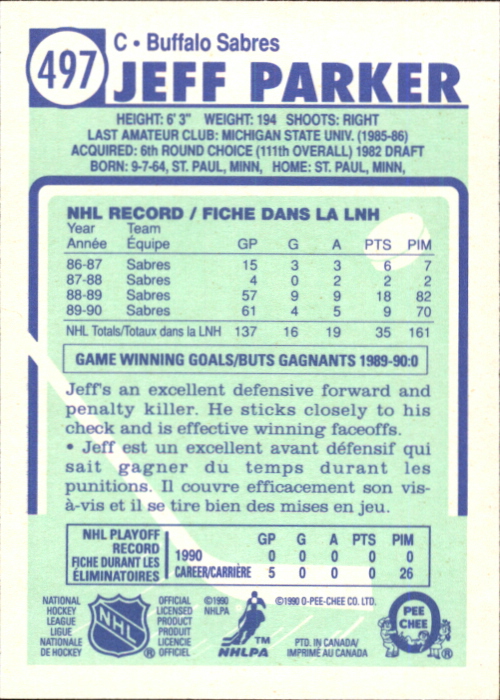 497
C • Buffalo Sabres
JEFF PARKER
HEIGHT: 6' 3" WEIGHT: 194 SHOOTS: RIGHT
LAST AMATEUR CLUB: MICHIGAN STATE UNIV. (1985-86)
ACQUIRED: 6th ROUND CHOICE (111th OVERALL) 1982 DRAFT
BORN: 9-7-64, ST. PAUL, MINN, HOME: ST. PAUL, MINN,
NHL RECORD / FICHE DANS LA LNH
Year Team
Année Équipe GP G A PTS PIM
86-87 Sabres 15 3 3 6 7
87-88 Sabres 4 0 2 2 2
88-89 Sabres 57 9 9 18 82
89-90 Sabres 61 4 5 9 70
NHL Totals/Totaux dans la LNH 137 16 19 35 161
GAME WINNING GOALS/BUTS GAGNANTS 1989-90:0
Jeff's an excellent defensive forward and
penalty killer. He sticks closely to his
check and is effective winning faceoffs.
• Jeff est un excellent avant défensif qui
sait gagner du temps durant les
punitions. Il couvre efficacement son vis-
à-vis et il se tire bien des mises en jeu.
NHL PLAYOFF
RECORD
FICHE DURANT LES
ÉLIMINATOIRES
GP G A PTS PIM
1990 0 0 0 0 0
CAREER/CARRIÈRE 5 0 0 0 26
NATIONAL
HOCKEY
LEAGUE
LIGUE
NATIONALE
DE HOCKEY
NHL
®
OFFICIAL
LICENSED
PRODUCT
PRODUIT
LICENCIE
OFFICIEL
©1990
NHLPA
TM
NHLPA
©1990 O-PEE-CHEE CO. LTD.
PTD. IN CANADA/
IMPRIMÉ AU CANADA
O
PEE
CHEE
®